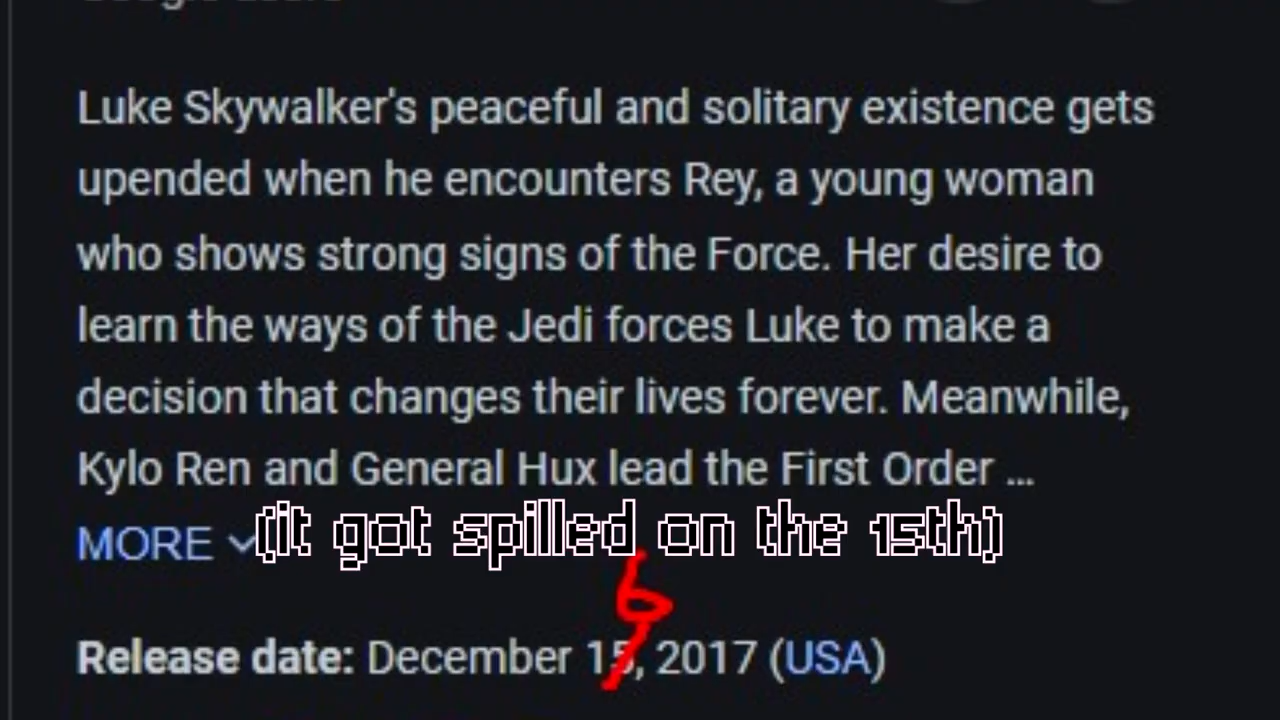 Luke Skywalker's peaceful and solitary existence gets
upended when he encounters Rey, a young woman
who shows strong signs of the Force. Her desire to
learn the ways of the Jedi forces Luke to make a
decision that changes their lives forever. Meanwhile,
Kylo Ren and General Hux lead the First Order ...
MORE (it got spilled on the 15th)
6
Release date: December 15, 2017 (USA)